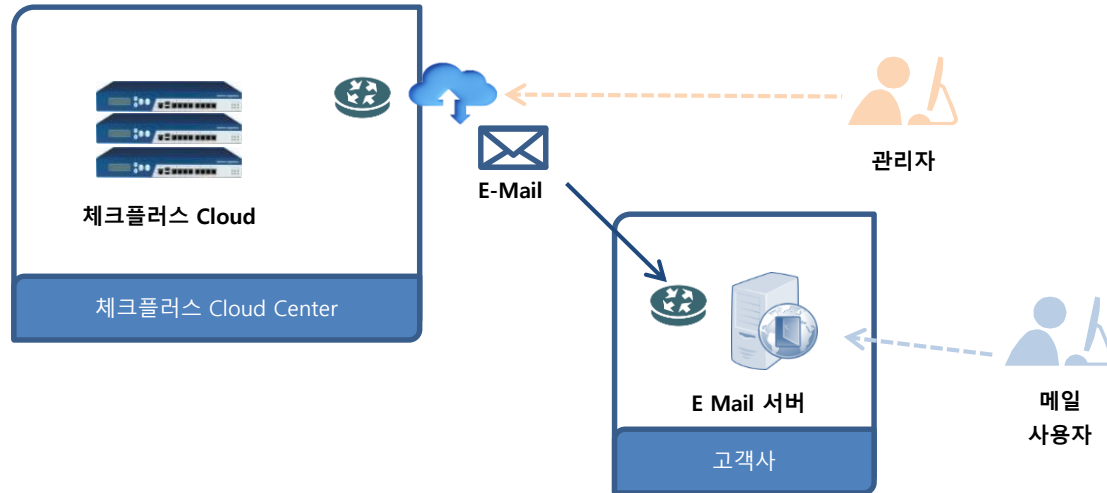 관리자
E-Mail
체크플러스 Cloud
체크플러스 Cloud Center
E Mail 서버
메일
사용자
고객사